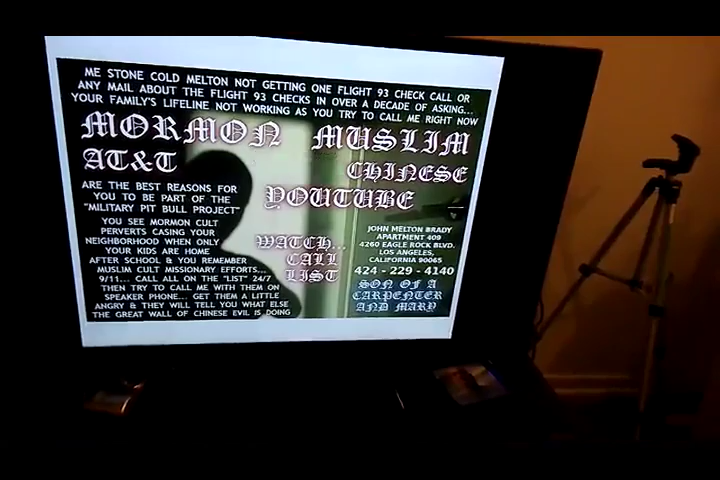 ME STONE COLD MELTON NOT GETTING ONE FLIGHT 93 CHECK CALL OR
ANY MAIL ABOUT THE FLIGHT 93 CHECKS IN OVER A DECADE OF ASKING...
YOUR FAMILY'S LIFELINE NOT WORKING AS YOU TRY TO CALL ME RIGHT NOW
MORMON MUSLIM
AT&T CHINESE
YOUTUBE
ARE THE BEST REASONS FOR
YOU TO BE PART OF THE
"MILITARY PIT BULL PROJECT"
YOU SEE MORMON CULT
PERVERTS CASING YOUR
NEIGHBORHOOD WHEN ONLY
YOUR KIDS ARE HOME
AFTER SCHOOL & YOU REMEMBER
MUSLIM CULT MISSIONARY EFFORTS...
9/11... CALL ALL ON THE "LIST" 24/7
THEN TRY TO CALL ME WITH THEM ON
SPEAKER PHONE... GET THEM A LITTLE
ANGRY & THEY WILL TELL YOU WHAT ELSE
THE GREAT WALL OF CHINESE EVIL IS DOING
WATCH...
CALL
LIST
JOHN MELTON BRADY
APARTMENT 409
4260 EAGLE ROCK BLVD.
LOS ANGELES,
CALIFORNIA 90065
424 - 229 - 4140
SON OF A
CARPENTER
AND MARY